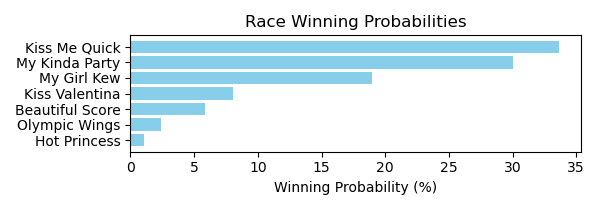 Race Winning Probabilities
Kiss Me Quick
My Kinda Party
My Girl Kew
Kiss Valentina
Beautiful Score
Olympic Wings
Hot Princess
0 5 10 15 20 25 30 35
Winning Probability (%)